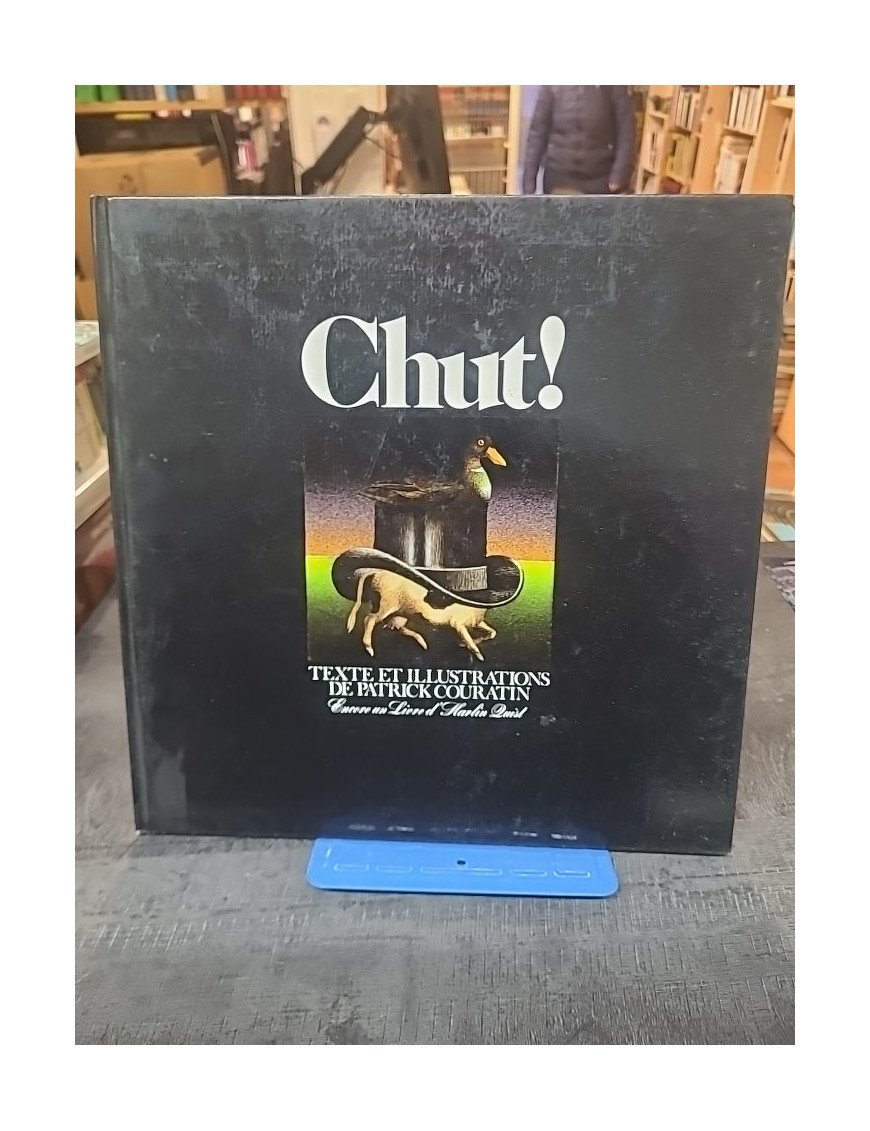 Chut!
TEXTE ET ILLUSTRATIONS
DE PATRICK COURATIN
Encore un Livre d'Harlin Quist